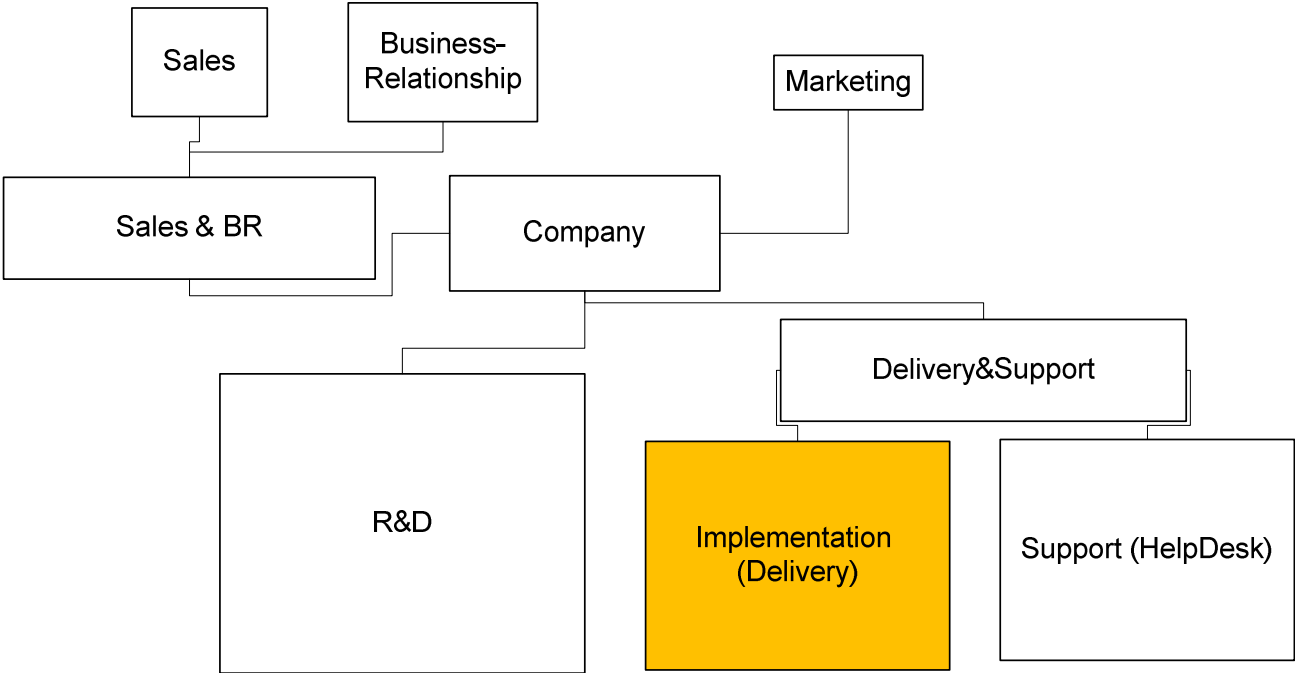 Sales
Business-
Relationship
Marketing
Sales & BR
Company
Delivery&Support
R&D
Implementation
(Delivery)
Support (HelpDesk)